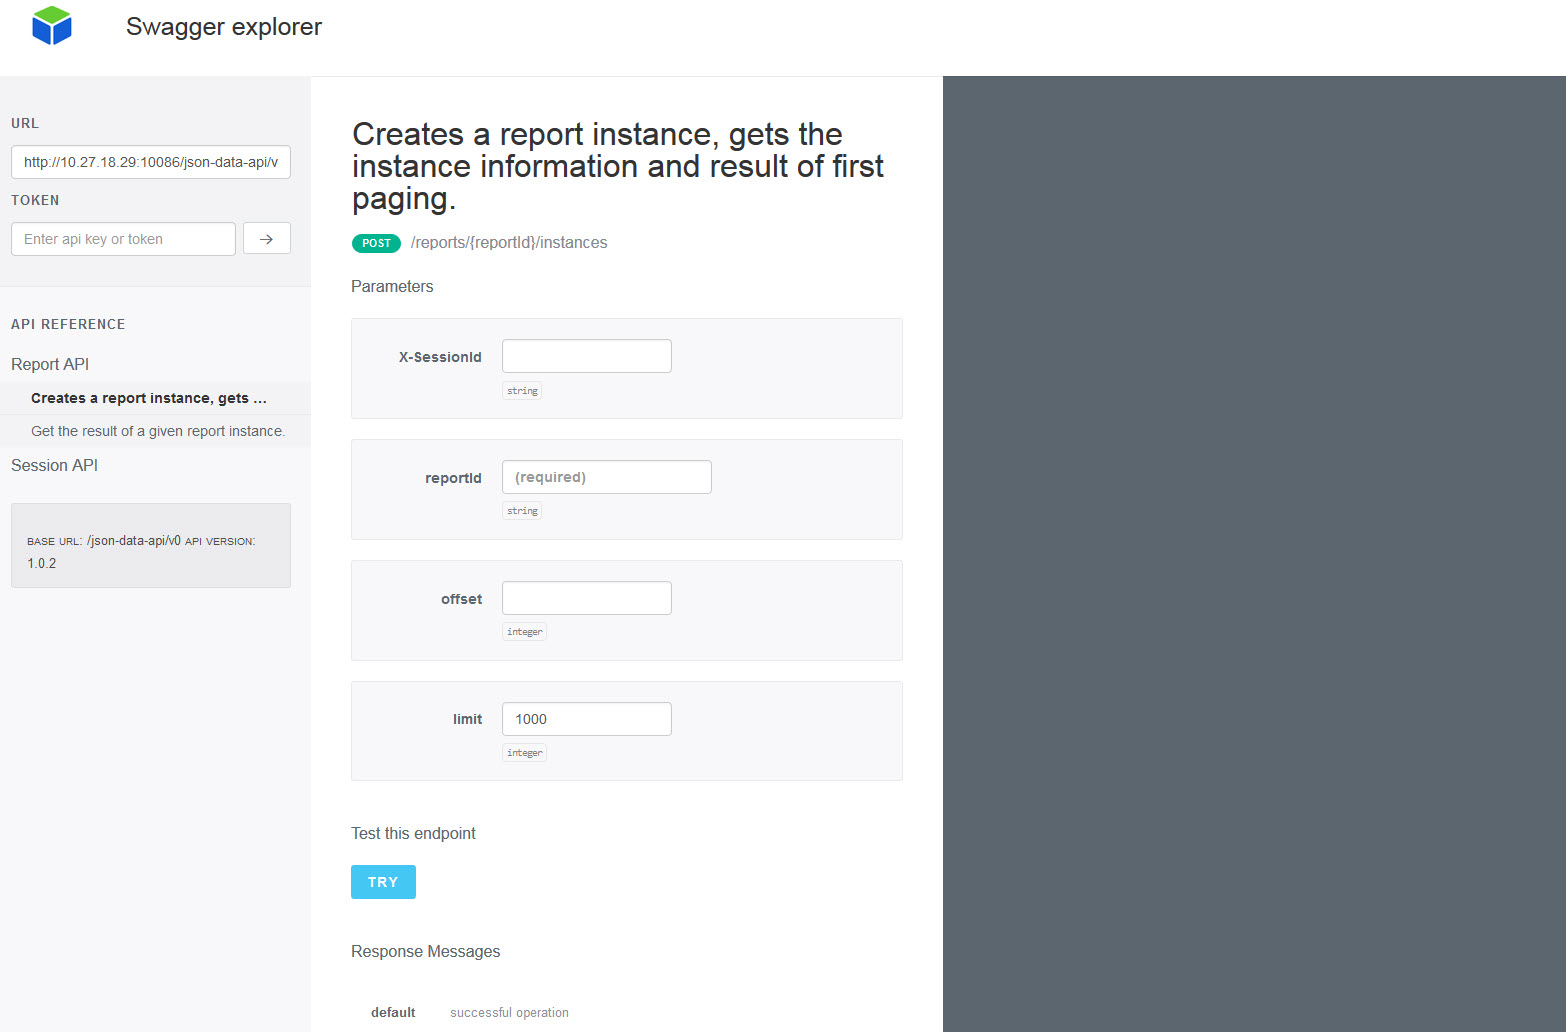 Swagger explorer
URL
http://10.27.18.29:10086/json-data-api/v
TOKEN
Enter api key or token
API REFERENCE
Report API
Creates a report instance, gets ...
Get the result of a given report instance.
Session API
BASE URL: /json-data-api/v0 API VERSION:
1.0.2
Creates a report instance, gets the
instance information and result of first
paging.
POST /reports/{reportId}/instances
Parameters
X-SessionId
string
reportId (required)
string
offset
integer
limit 1000
integer
Test this endpoint
TRY
Response Messages
default successful operation